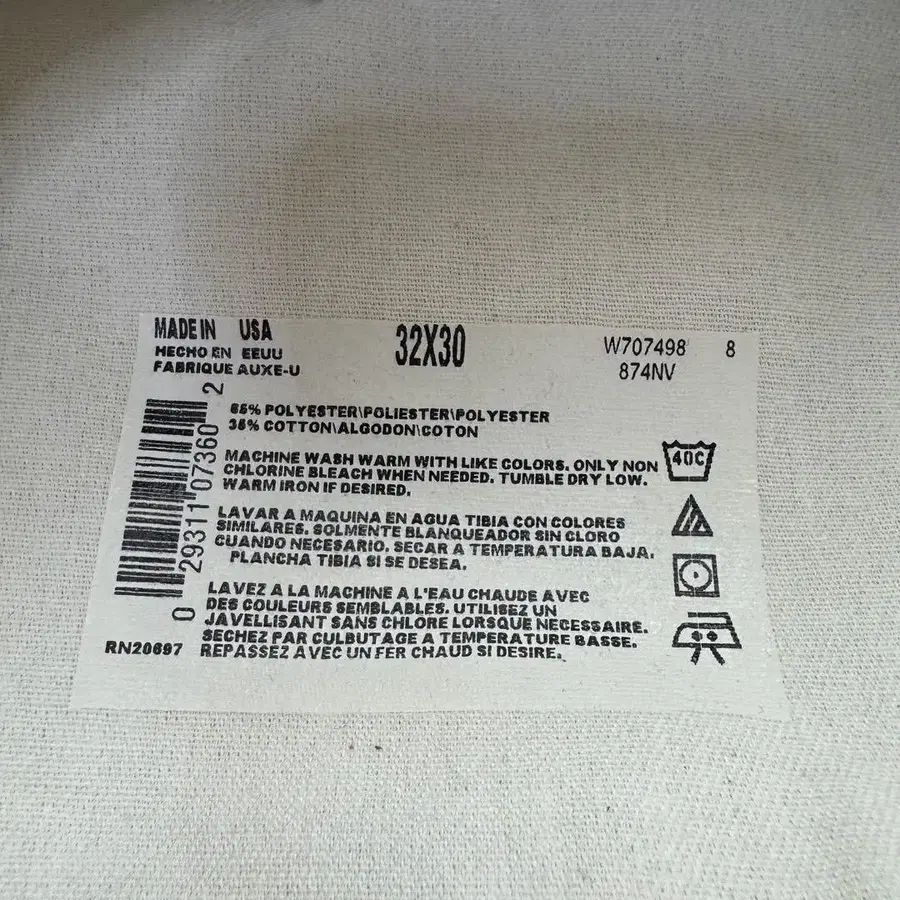 MADE IN USA
HECHO EN EEUU
FABRIQUE AUXE-U
32X30
W707498 8
874NV
0 29311 07360 2
65% POLYESTER\POLIESTER\POLYESTER
35% COTTON\ALGODON\COTON
MACHINE WASH WARM WITH LIKE COLORS. ONLY NON
CHLORINE BLEACH WHEN NEEDED. TUMBLE DRY LOW.
WARM IRON IF DESIRED.
40C
LAVAR A MAQUINA EN AGUA TIBIA CON COLORES
SIMILARES. SOLMENTE BLANQUEADOR SIN CLORO
CUANDO NECESARIO. SECAR A TEMPERATURA BAJA.
PLANCHA TIBIA SI SE DESEA.
LAVEZ A LA MACHINE A L'EAU CHAUDE AVEC
DES COULEURS SEMBLABLES. UTILISEZ UN
JAVELLISANT SANS CHLORE LORSQUE NECESSAIRE.
SECHEZ PAR CULBUTAGE A TEMPERATURE BASSE.
REPASSEZ AVEC UN FER CHAUD SI DESIRE.
RN20697